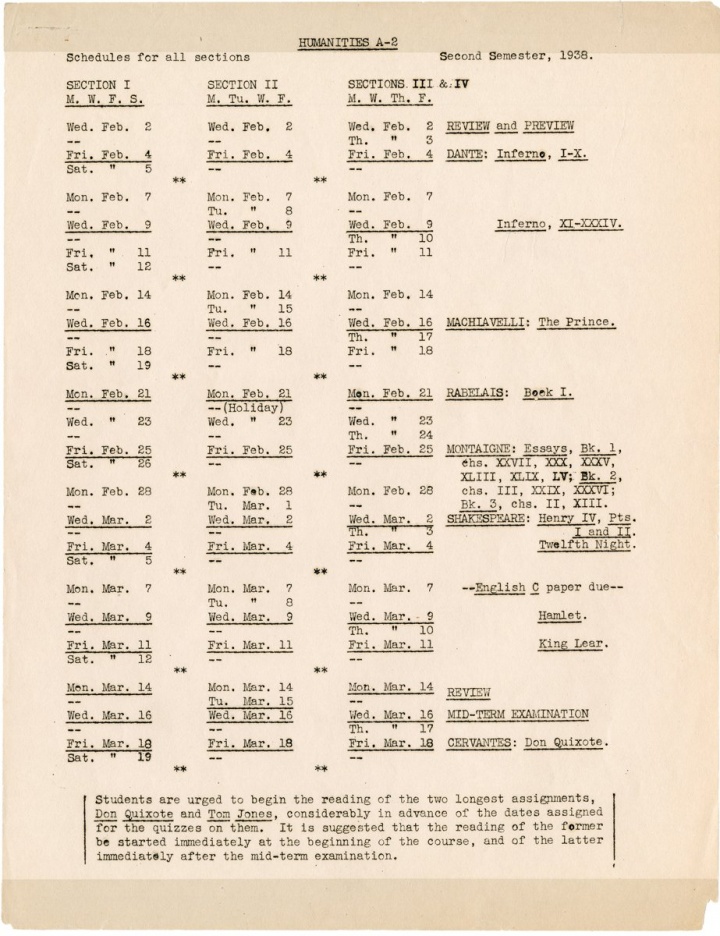 HUMANITIES A-2
Schedules for all sections Second Semester, 1938.
SECTION I SECTION II SECTIONS III & IV
M. W. F. S. M. Tu. W. F. M. W. Th. F.
Wed. Feb. 2 Wed. Feb. 2 Wed. Feb. 2 REVIEW and PREVIEW
-- -- Th. " 3
Fri. Feb. 4 Fri. Feb. 4 Fri. Feb. 4 DANTE: Inferno, I-X.
Sat. " 5 -- --
** **
Mon. Feb. 7 Mon. Feb. 7 Mon. Feb. 7
-- Tu. " 8 --
Wed. Feb. 9 Wed. Feb. 9 Wed. Feb. 9 Inferno, XI-XXXIV.
-- -- Th. " 10
Fri. " 11 Fri. " 11 Fri. " 11
Sat. " 12 -- --
** **
Mon. Feb. 14 Mon. Feb. 14 Mon. Feb. 14
-- Tu. " 15 --
Wed. Feb. 16 Wed. Feb. 16 Wed. Feb. 16 MACHIAVELLI: The Prince.
-- -- Th. " 17
Fri. " 18 Fri. " 18 Fri. " 18
Sat. " 19 -- --
** **
Mon. Feb. 21 Mon. Feb. 21 Mon. Feb. 21 RABELAIS: Book I.
-- --(Holiday) --
Wed. " 23 Wed. " 23 Wed. " 23
-- -- Th. " 24
Fri. Feb. 25 Fri. Feb. 25 Fri. Feb. 25 MONTAIGNE: Essays, Bk. 1,
Sat. " 26 -- -- chs. XXVII, XXX, XXXV,
** ** XLIII, XLIX, LV; Bk. 2,
Mon. Feb. 28 Mon. Feb. 28 Mon. Feb. 28 chs. III, XXIX, XXXVI;
-- Tu. Mar. 1 -- Bk. 3, chs. II, XIII.
Wed. Mar. 2 Wed. Mar. 2 Wed. Mar. 2 SHAKESPEARE: Henry IV, Pts.
-- -- Th. " 3 I and II.
Fri. Mar. 4 Fri. Mar. 4 Fri. Mar. 4 Twelfth Night.
Sat. " 5 -- --
** **
Mon. Mar. 7 Mon. Mar. 7 Mon. Mar. 7 --English C paper due--
-- Tu. " 8 --
Wed. Mar. 9 Wed. Mar. 9 Wed. Mar. 9 Hamlet.
-- -- Th. " 10
Fri. Mar. 11 Fri. Mar. 11 Fri. Mar. 11 King Lear.
Sat. " 12 -- --
** **
Mon. Mar. 14 Mon. Mar. 14 Mon. Mar. 14 REVIEW
-- Tu. Mar. 15 --
Wed. Mar. 16 Wed. Mar. 16 Wed. Mar. 16 MID-TERM EXAMINATION
-- -- Th. " 17
Fri. Mar. 18 Fri. Mar. 18 Fri. Mar. 18 CERVANTES: Don Quixote.
Sat. " 19 -- --
** **
Students are urged to begin the reading of the two longest assignments,
Don Quixote and Tom Jones, considerably in advance of the dates assigned
for the quizzes on them. It is suggested that the reading of the former
be started immediately at the beginning of the course, and of the latter
immediately after the mid-term examination.